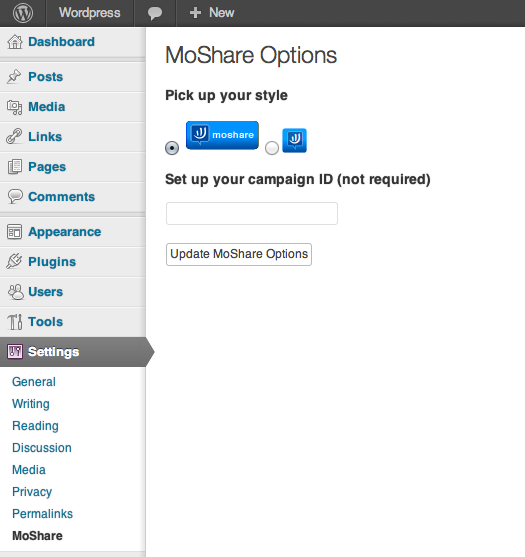 Wordpress
New
Dashboard
Posts
Media
Links
Pages
Comments
Appearance
Plugins
Users
Tools
Settings
General
Writing
Reading
Discussion
Media
Privacy
Permalinks
MoShare
MoShare Options
Pick up your style
moshare
Set up your campaign ID (not required)
Update MoShare Options